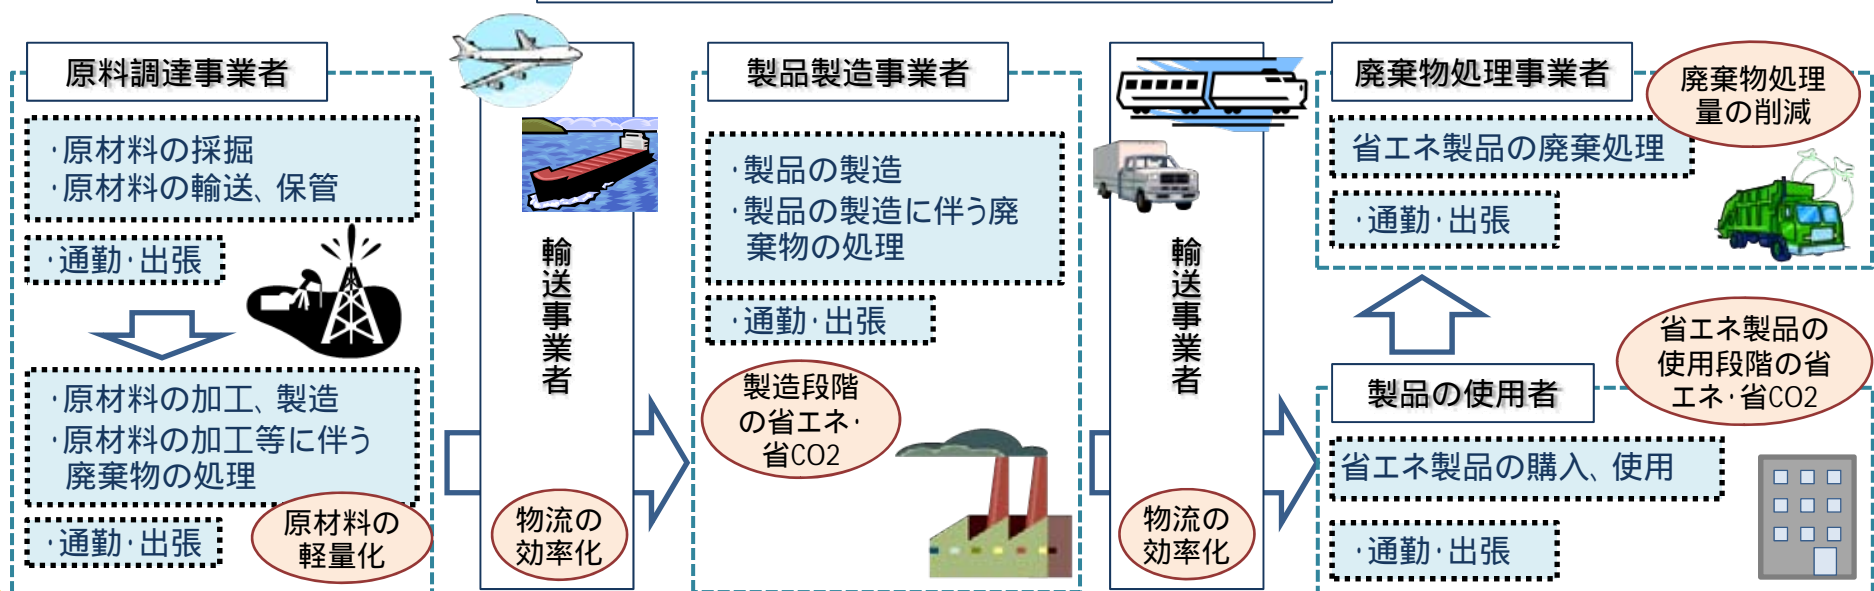 原料調達事業者
・原材料の採掘
・原材料の輸送、保管
・通勤・出張
・原材料の加工、製造
・原材料の加工等に伴う
廃棄物の処理
・通勤・出張
原材料の
軽量化
輸送事業者
物流の
効率化
製品製造事業者
・製品の製造
・製品の製造に伴う廃
棄物の処理
・通勤・出張
製造段階
の省エネ・
省CO2
輸送事業者
物流の
効率化
廃棄物処理事業者
廃棄物処理
量の削減
省エネ製品の廃棄処理
・通勤・出張
省エネ製品の
使用段階の省
エネ・省CO2
製品の使用者
省エネ製品の購入、使用
・通勤・出張